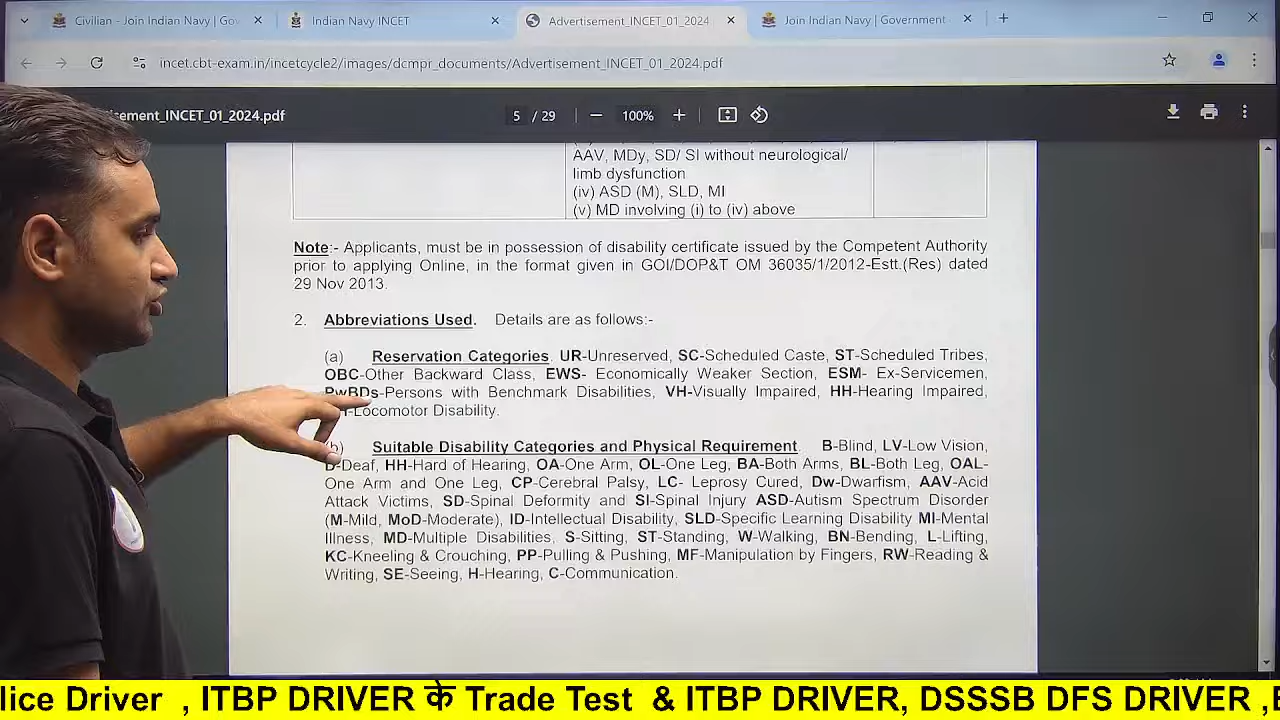 Civilian - Join Indian Navy | Go
Indian Navy INCET
Advertisement_INCET_01_2024
Join Indian Navy | Government
incet.cbt-exam.in/incetcycle2/images/dcmpr_documents/Advertisement_INCET_01_2024.pdf
isement_INCET_01_2024.pdf
5 / 29
100%
AAV, MDy, SD/ SI without neurological/
limb dysfunction
(iv) ASD (M), SLD, MI
(v) MD involving (i) to (iv) above
Note:- Applicants, must be in possession of disability certificate issued by the Competent Authority
prior to applying Online, in the format given in GOI/DOP&T OM 36035/1/2012-Estt.(Res) dated
29 Nov 2013.
2. Abbreviations Used. Details are as follows:-
(a) Reservation Categories. UR-Unreserved, SC-Scheduled Caste, ST-Scheduled Tribes,
OBC-Other Backward Class, EWS- Economically Weaker Section, ESM- Ex-Servicemen,
PwBDs-Persons with Benchmark Disabilities, VH-Visually Impaired, HH-Hearing Impaired,
-Locomotor Disability.
(b) Suitable Disability Categories and Physical Requirement. B-Blind, LV-Low Vision,
D-Deaf, HH-Hard of Hearing, OA-One Arm, OL-One Leg, BA-Both Arms, BL-Both Leg, OAL-
One Arm and One Leg, CP-Cerebral Palsy, LC- Leprosy Cured, Dw-Dwarfism, AAV-Acid
Attack Victims, SD-Spinal Deformity and SI-Spinal Injury ASD-Autism Spectrum Disorder
(M-Mild, MoD-Moderate), ID-Intellectual Disability, SLD-Specific Learning Disability MI-Mental
Illness, MD-Multiple Disabilities, S-Sitting, ST-Standing, W-Walking, BN-Bending, L-Lifting,
KC-Kneeling & Crouching, PP-Pulling & Pushing, MF-Manipulation by Fingers, RW-Reading &
Writing, SE-Seeing, H-Hearing, C-Communication.
lice Driver , ITBP DRIVER के Trade Test & ITBP DRIVER, DSSSB DFS DRIVER ,